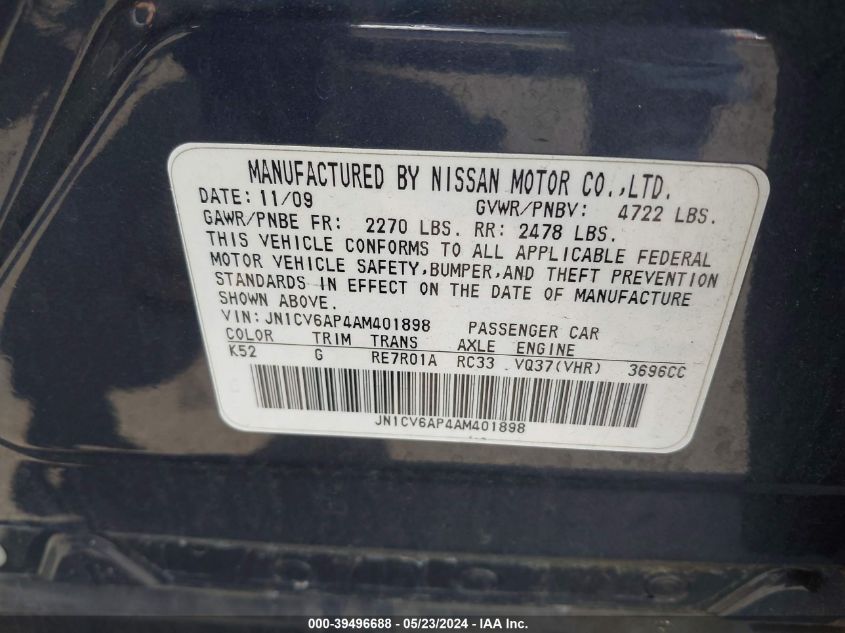 MANUFACTURED BY NISSAN MOTOR CO.,LTD.
DATE: 11/09 GVWR/PNBV: 4722 LBS.
GAWR/PNBE FR: 2270 LBS. RR: 2478 LBS.
THIS VEHICLE CONFORMS TO ALL APPLICABLE FEDERAL
MOTOR VEHICLE SAFETY,BUMPER,AND THEFT PREVENTION
STANDARDS IN EFFECT ON THE DATE OF MANUFACTURE
SHOWN ABOVE.
VIN: JN1CV6AP4AM401898 PASSENGER CAR
COLOR TRIM TRANS AXLE ENGINE
K52 G RE7R01A RC33 VQ37(VHR) 3696CC
JN1CV6AP4AM401898
000-39496688 - 05/23/2024 - IAA Inc.